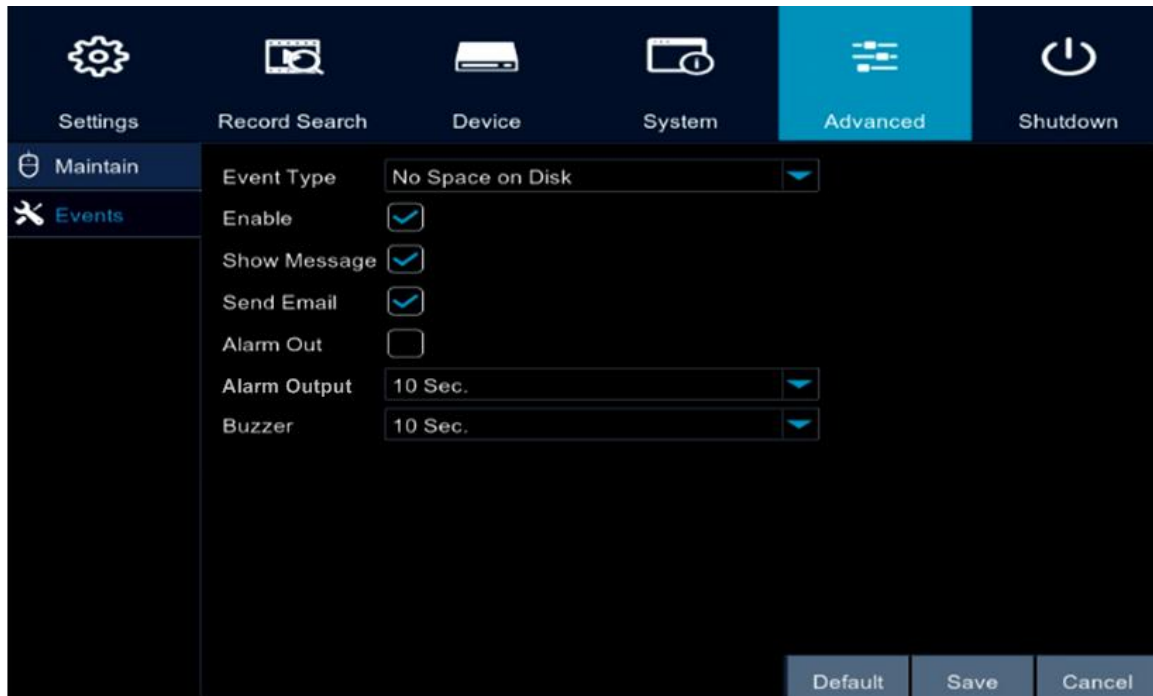 Settings Record Search Device System Advanced Shutdown
Maintain
Events
Event Type No Space on Disk
Enable
Show Message
Send Email
Alarm Out
Alarm Output 10 Sec.
Buzzer 10 Sec.
Default Save Cancel